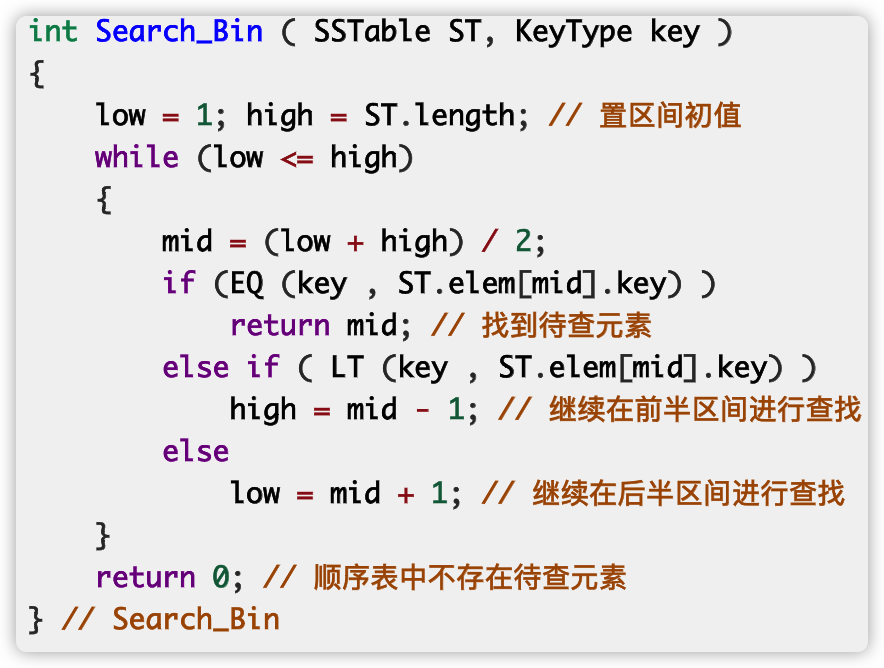 int Search_Bin ( SSTable ST, KeyType key )
{
    low = 1; high = ST.length; // 置区间初值
    while (low <= high)
    {
        mid = (low + high) / 2;
        if (EQ (key , ST.elem[mid].key) )
            return mid; // 找到待查元素
        else if ( LT (key , ST.elem[mid].key) )
            high = mid - 1; // 继续在前半区间进行查找
        else
            low = mid + 1; // 继续在后半区间进行查找
    }
    return 0; // 顺序表中不存在待查元素
} // Search_Bin